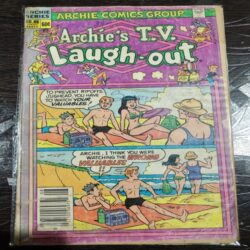 ARCHIE SERIES
ARCHIE COMICS GROUP
60¢
Archie's T.V.
Laugh-out
TO PREVENT RIPOFFS,
JUGHEAD, YOU HAVE
TO WATCH YOUR
VALUABLES!
ARCHIE, I THINK YOU WERE
WATCHING THE WRONG
VALUABLES!